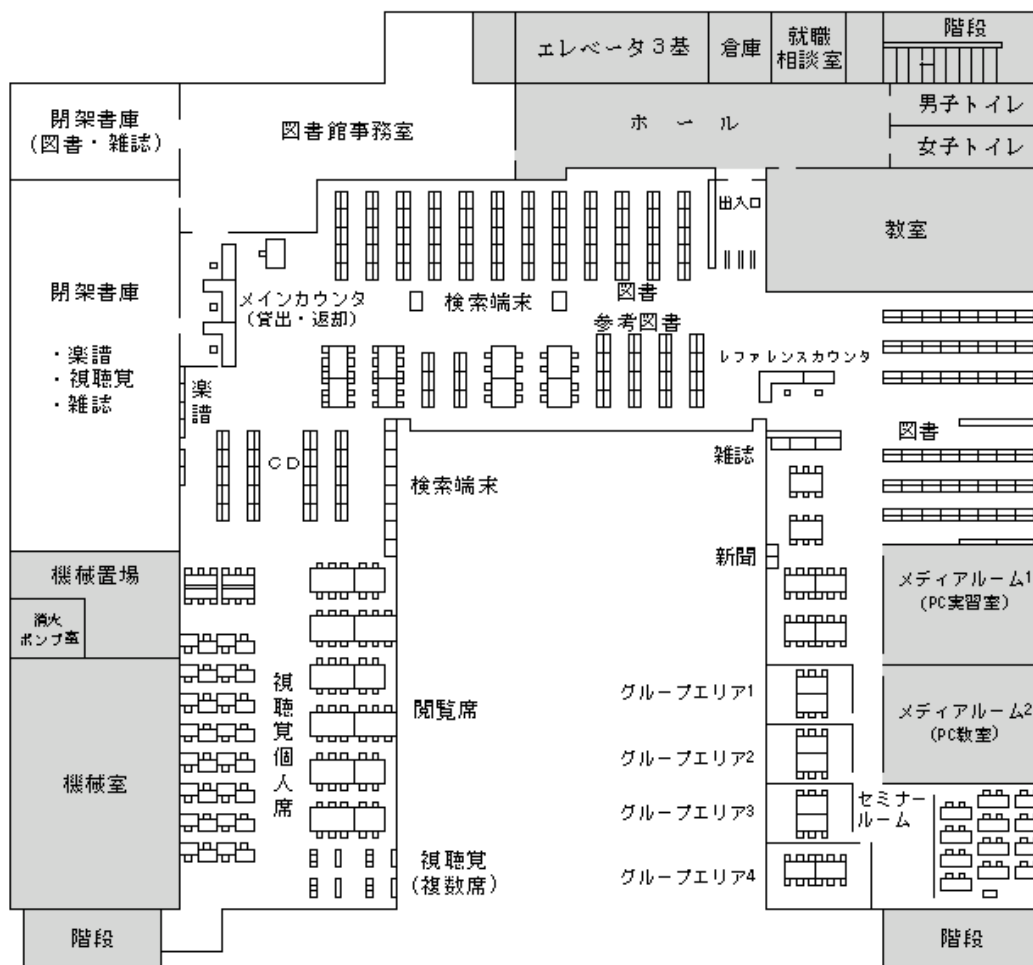 階段
エレベータ３基
倉庫
就職
相談室
閉架書庫
(図書・雑誌)
図書館事務室
ホール
男子トイレ
女子トイレ
出入口
教室
閉架書庫
・楽譜
・視聴覚
・雑誌
メインカウンタ
(貸出・返却)
検索端末
図書
参考図書
レファレンスカウンタ
楽譜
ＣＤ
検索端末
雑誌
図書
新聞
機械置場
消火
ポンプ室
メディアルーム1
(PC実習室)
視聴覚個人席
閲覧席
グループエリア1
メディアルーム2
(PC教室)
グループエリア2
機械室
グループエリア3
セミナー
ルーム
視聴覚
(複数席)
グループエリア4
階段
階段